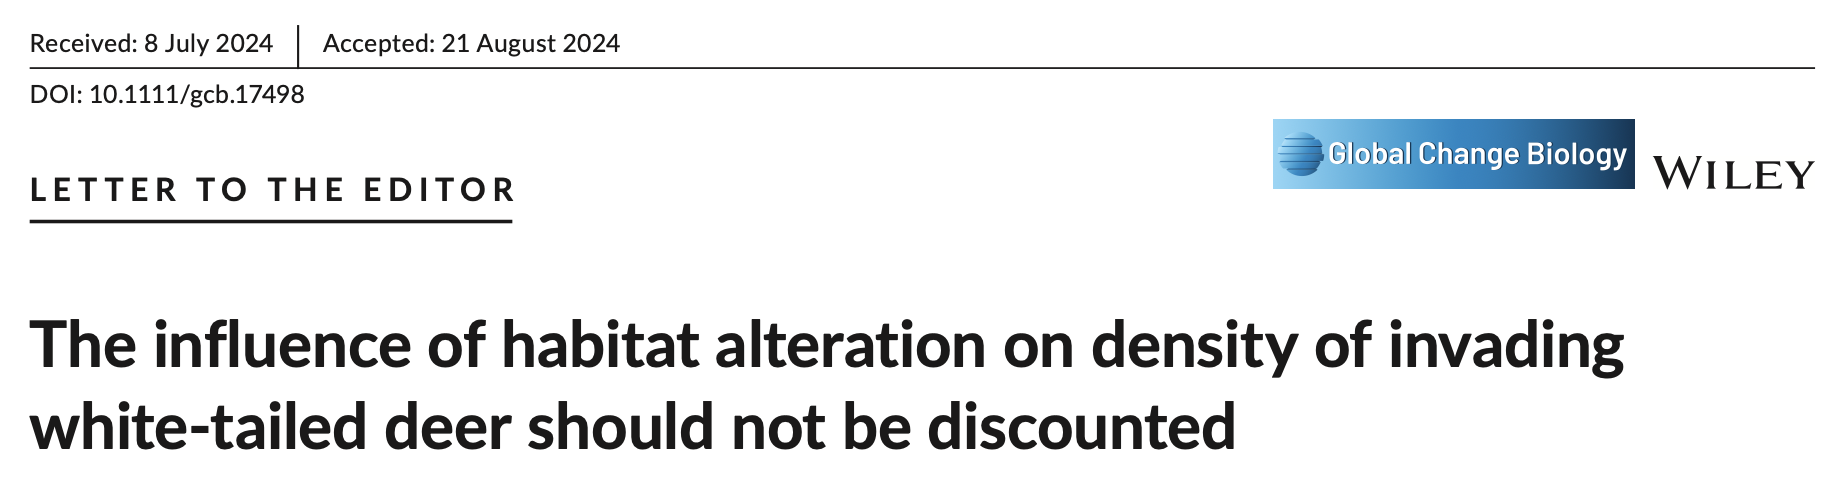 Received: 8 July 2024 | Accepted: 21 August 2024
DOI: 10.1111/gcb.17498
Global Change Biology WILEY
LETTER TO THE EDITOR
The influence of habitat alteration on density of invading
white-tailed deer should not be discounted